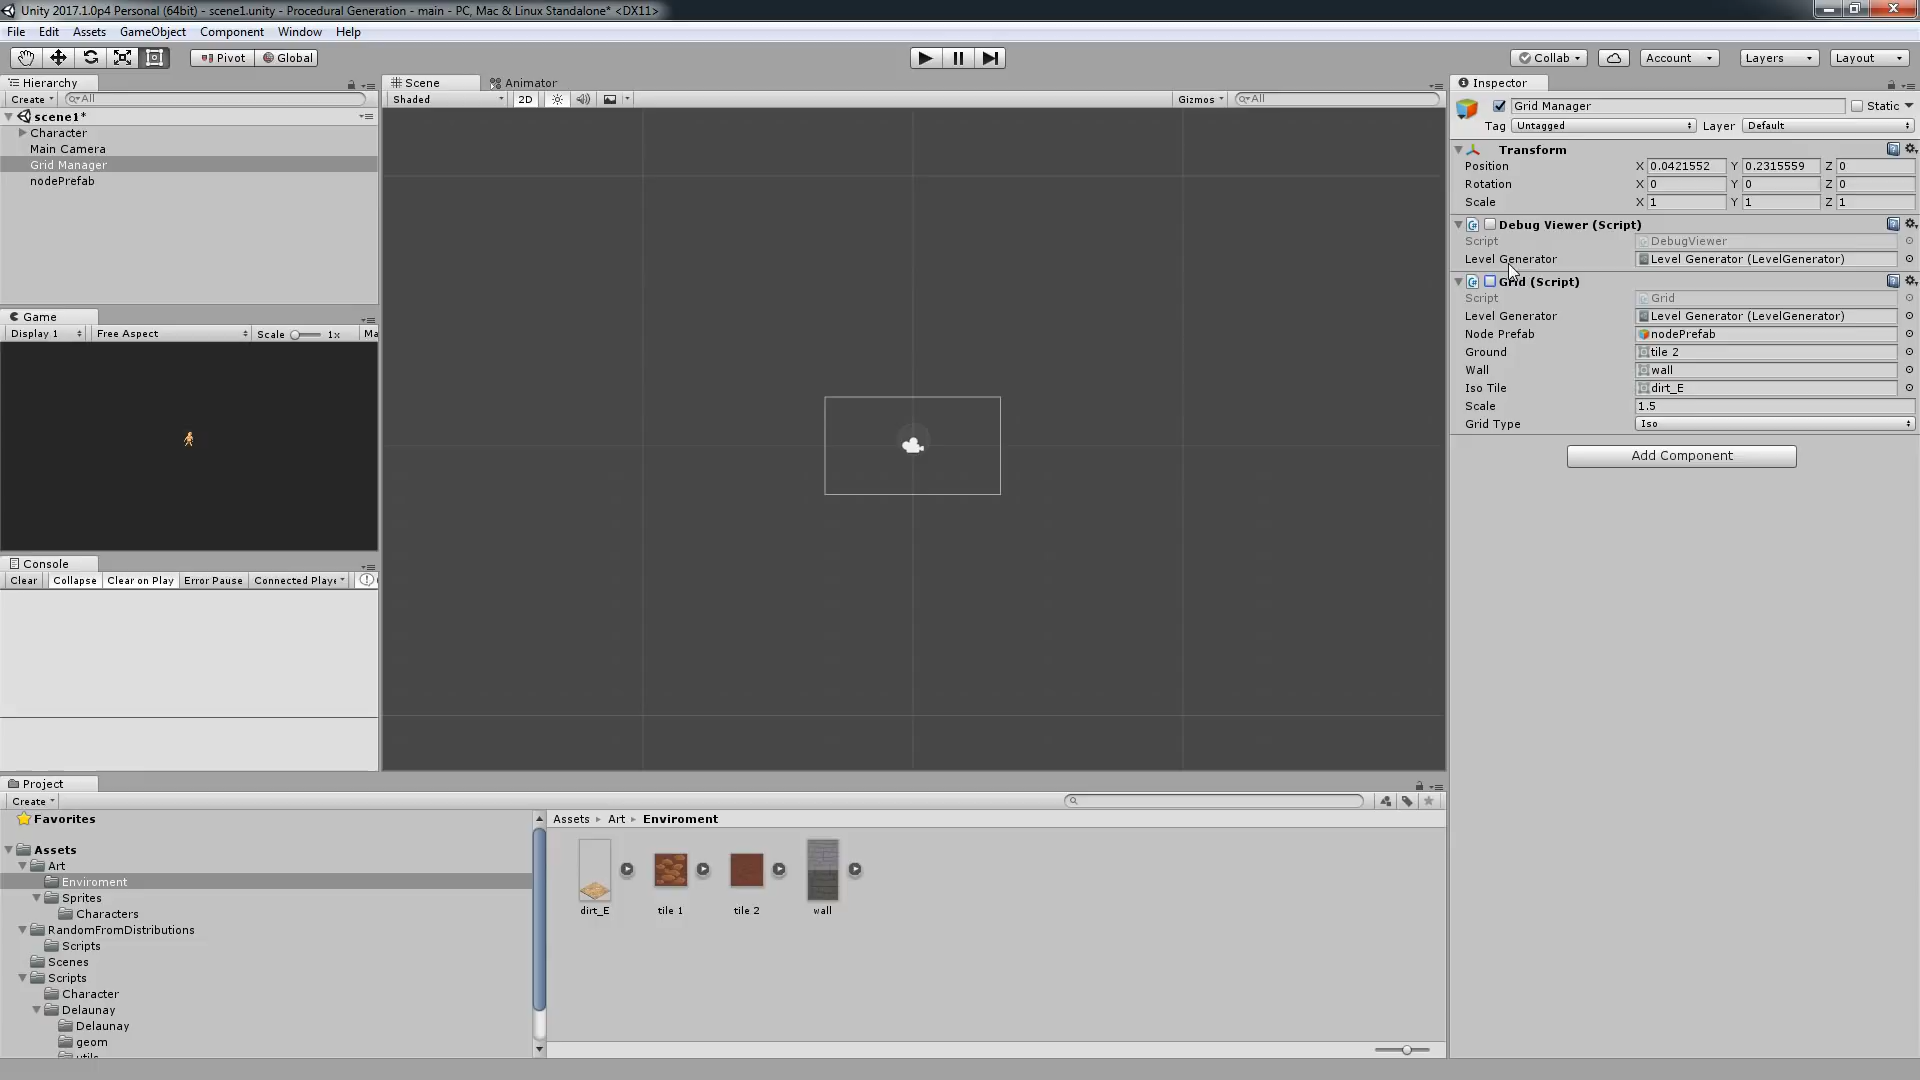 Unity 2017.1.0p4 Personal (64bit) - scene1.unity - Procedural Generation - main - PC, Mac & Linux Standalone* <DX11>
File Edit Assets GameObject Component Window Help
Pivot Global Collab Account Layers Layout
Hierarchy
Create All
scene1*
Character
Main Camera
Grid Manager
nodePrefab
Game
Display 1 Free Aspect Scale 1x Ma
Console
Clear Collapse Clear on Play Error Pause Connected Playe
Scene Animator
Shaded 2D Gizmos All
Inspector
Grid Manager Static
Tag Untagged Layer Default
Transform
Position X 0.0421552 Y 0.2315559 Z 0
Rotation X 0 Y 0 Z 0
Scale X 1 Y 1 Z 1
Debug Viewer (Script)
Script DebugViewer
Level Generator Level Generator (LevelGenerator)
Grid (Script)
Script Grid
Level Generator Level Generator (LevelGenerator)
Node Prefab nodePrefab
Ground tile 2
Wall wall
Iso Tile dirt_E
Scale 1.5
Grid Type Iso
Add Component
Project
Create
Favorites
Assets
Art
Enviroment
Sprites
Characters
RandomFromDistributions
Scripts
Scenes
Scripts
Character
Delaunay
Delaunay
geom
utils
Assets Art Enviroment
dirt_E tile 1 tile 2 wall